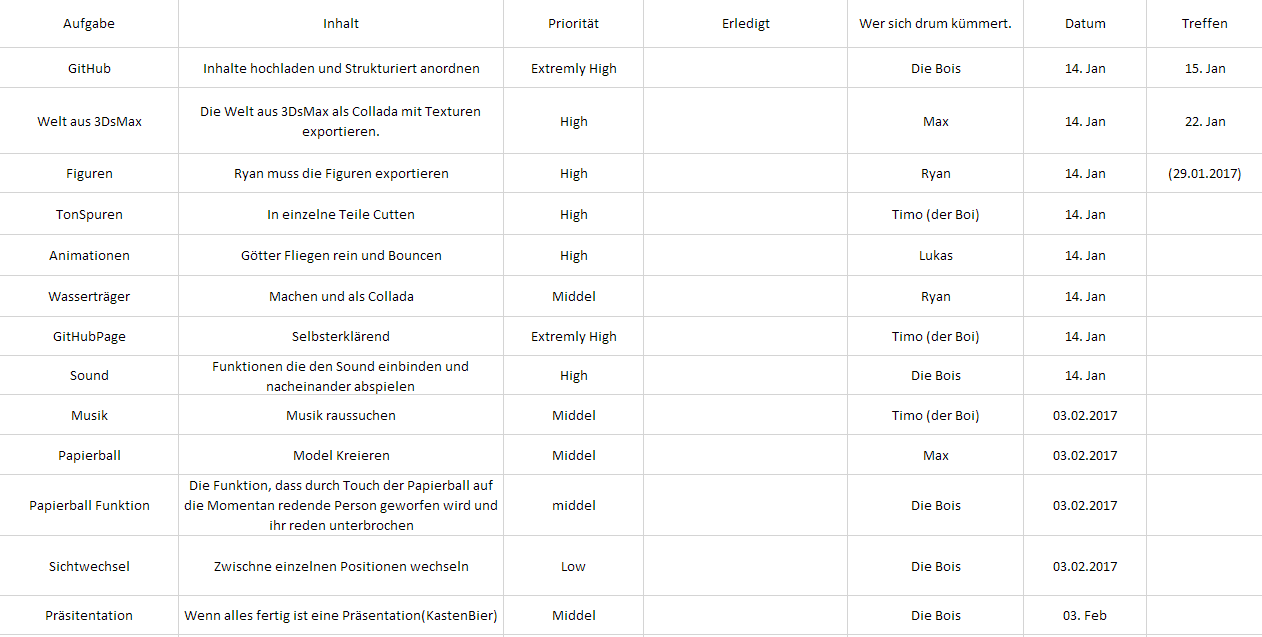 Aufgabe Inhalt Priorität Erledigt Wer sich drum kümmert. Datum Treffen
GitHub Inhalte hochladen und Strukturiert anordnen Extremly High Die Bois 14. Jan 15. Jan
Welt aus 3DsMax Die Welt aus 3DsMax als Collada mit Texturen
exportieren. High Max 14. Jan 22. Jan
Figuren Ryan muss die Figuren exportieren High Ryan 14. Jan (29.01.2017)
TonSpuren In einzelne Teile Cutten High Timo (der Boi) 14. Jan
Animationen Götter Fliegen rein und Bouncen High Lukas 14. Jan
Wasserträger Machen und als Collada Middel Ryan 14. Jan
GitHubPage Selbsterklärend Extremly High Timo (der Boi) 14. Jan
Sound Funktionen die den Sound einbinden und
nacheinander abspielen High Die Bois 14. Jan
Musik Musik raussuchen Middel Timo (der Boi) 03.02.2017
Papierball Model Kreieren Middel Max 03.02.2017
Papierball Funktion Die Funktion, dass durch Touch der Papierball auf
die Momentan redende Person geworfen wird und
ihr reden unterbrochen middel Die Bois 03.02.2017
Sichtwechsel Zwischne einzelnen Positionen wechseln Low Die Bois 03.02.2017
Präsitentation Wenn alles fertig ist eine Präsentation(KastenBier) Middel Die Bois 03. Feb